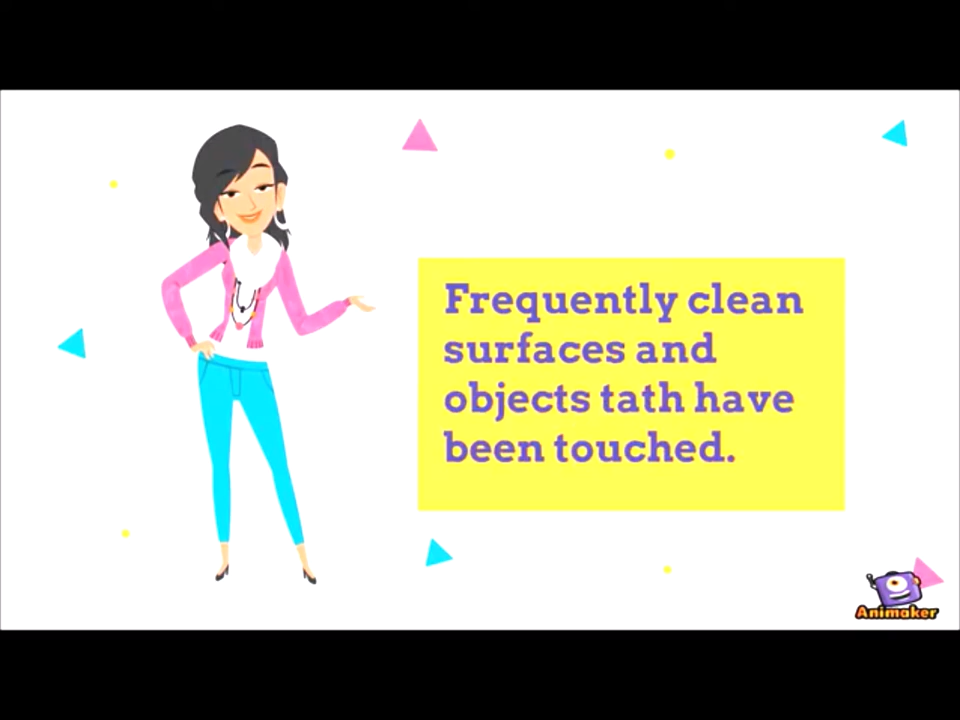 Frequently clean
surfaces and
objects tath have
been touched.
Animaker